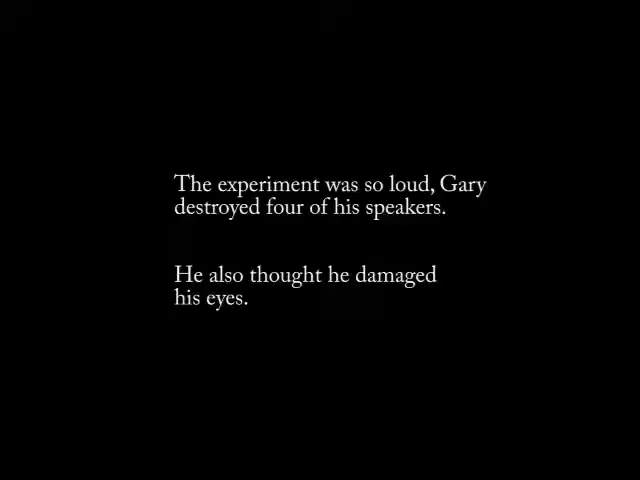 The experiment was so loud, Gary
destroyed four of his speakers.
He also thought he damaged
his eyes.